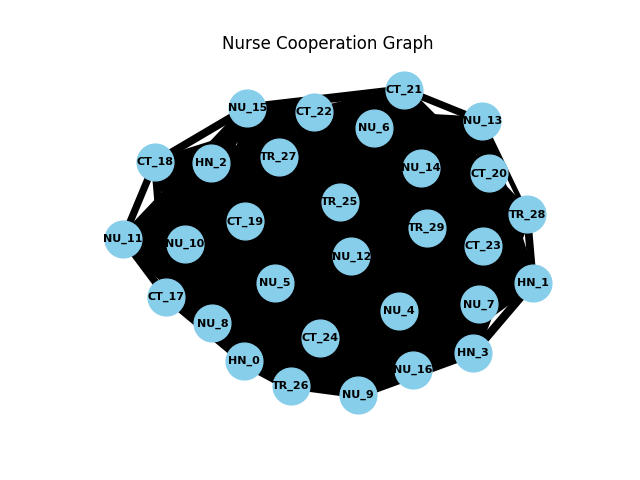 Nurse Cooperation Graph
CT_21
NU_15
CT_22
NU_13
NU_6
TR_27
CT_18
HN_2
NU_14
CT_20
TR_25
TR_28
CT_19
TR_29
NU_11
NU_10
CT_23
NU_12
NU_5
HN_1
CT_17
NU_7
NU_4
NU_8
CT_24
HN_3
HN_0
NU_16
TR_26
NU_9